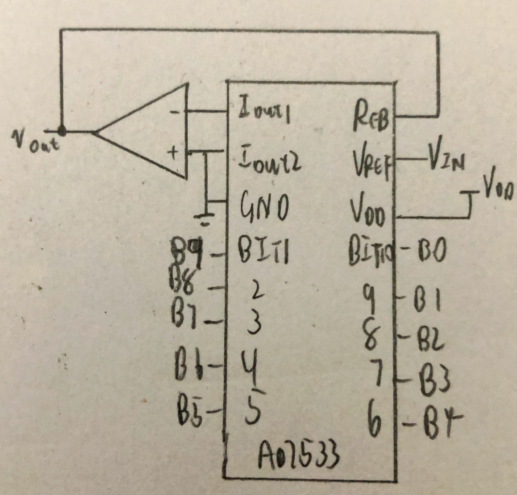 Iout1 RFB
Vout
Iout2 VREF VIN
GND VDD VDD
B9 BIT1 BIT10 B0
B8 2 9 B1
B7 3 8 B2
B6 4 7 B3
B5 5 6 B4
AD7533